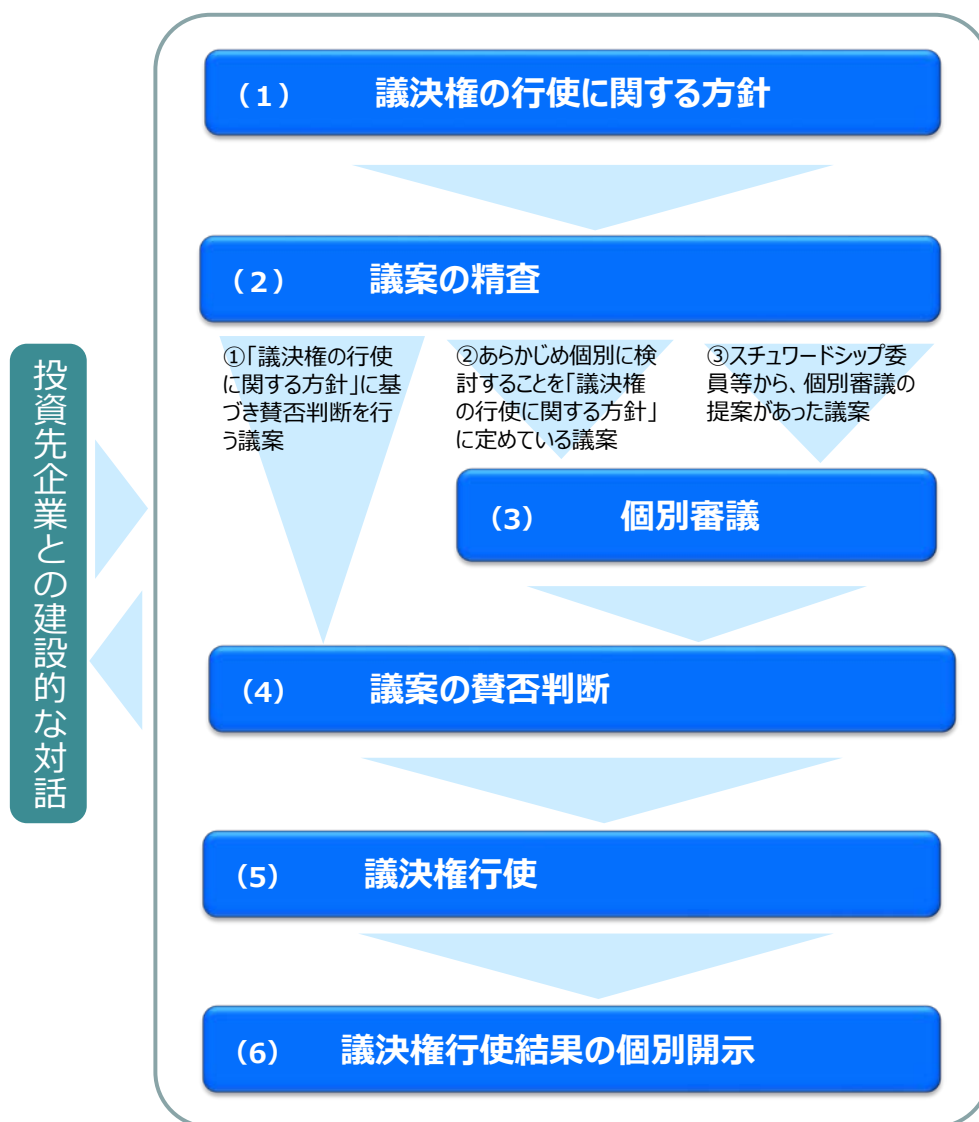 （1） 議決権の行使に関する方針
（2） 議案の精査
①「議決権の行使
に関する方針」に基
づき賛否判断を行
う議案
②あらかじめ個別に検
討することを「議決権
の行使に関する方針」
に定めている議案
③スチュワードシップ委
員等から、個別審議の
提案があった議案
投資先企業との建設的な対話
（3） 個別審議
（4） 議案の賛否判断
（5） 議決権行使
（6） 議決権行使結果の個別開示